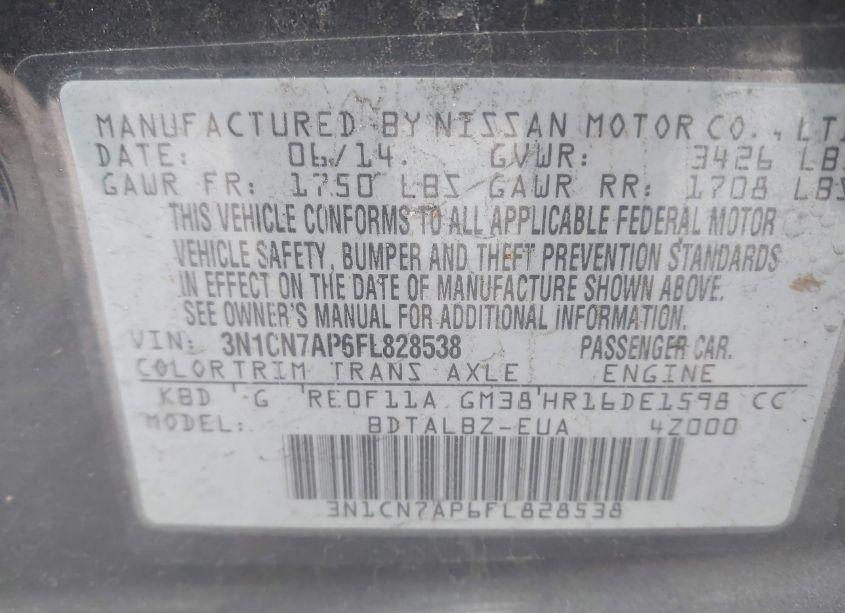 MANUFACTURED BY NISSAN MOTOR CO., LT
DATE: 06/14. GVWR: 3426 LBS
GAWR FR: 1750 LBS GAWR RR: 1708 LBS
THIS VEHICLE CONFORMS TO ALL APPLICABLE FEDERAL MOTOR
VEHICLE SAFETY, BUMPER AND THEFT PREVENTION STANDARDS
IN EFFECT ON THE DATE OF MANUFACTURE SHOWN ABOVE.
SEE OWNER'S MANUAL FOR ADDITIONAL INFORMATION.
VIN: 3N1CN7AP6FL828538 PASSENGER CAR.
COLOR TRIM TRANS AXLE ENGINE
KBD G RE0F11A GM38 HR16DE1598 CC
MODEL: BDTALBZ-EUA 4Z000
3N1CN7AP6FL828538